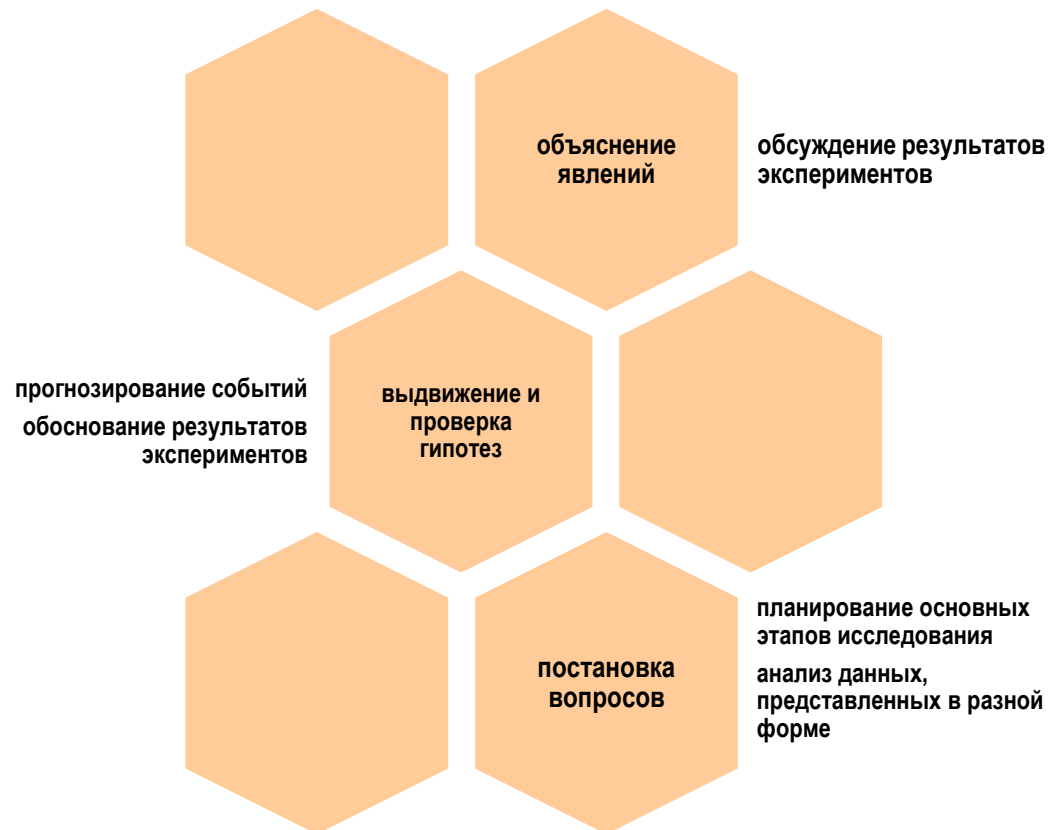 объяснение
явлений
обсуждение результатов
экспериментов
прогнозирование событий
обоснование результатов
экспериментов
выдвижение и
проверка
гипотез
постановка
вопросов
планирование основных
этапов исследования
анализ данных,
представленных в разной
форме